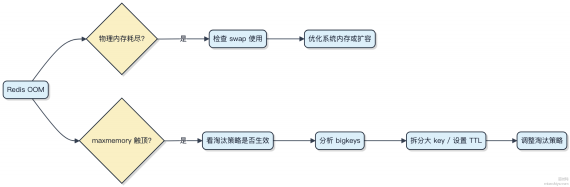 Redis OOM
物理内存耗尽?
是
检查 swap 使用
优化系统内存或扩容
maxmemory 触顶?
是
看淘汰策略是否生效
分析 bigkeys
拆分大 key / 设置 TTL
调整淘汰策略